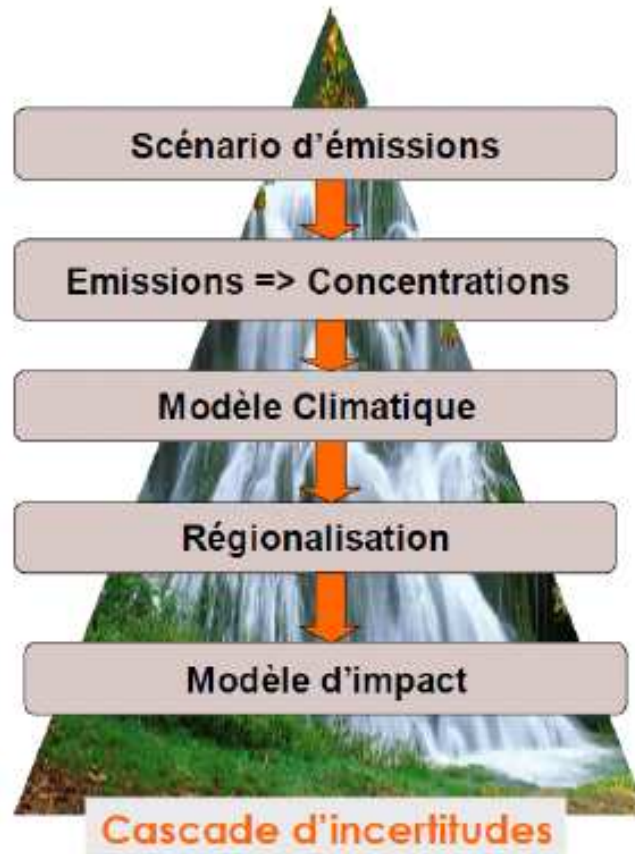 Scénario d'émissions
Emissions => Concentrations
Modèle Climatique
Régionalisation
Modèle d'impact
Cascade d'incertitudes